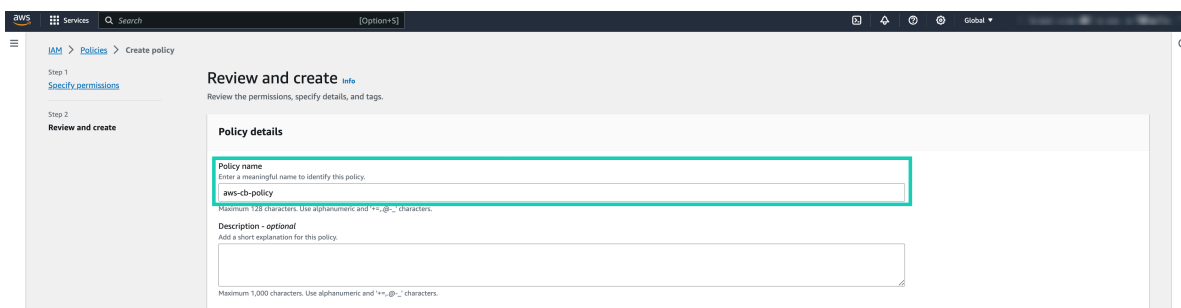 aws Services Search [Option+S] Global
IAM > Policies > Create policy
Step 1
Specify permissions
Step 2
Review and create
Review and create Info
Review the permissions, specify details, and tags.
Policy details
Policy name
Enter a meaningful name to identify this policy.
aws-cb-policy
Maximum 128 characters. Use alphanumeric and '+=,.@-_' characters.
Description - optional
Add a short explanation for this policy.
Maximum 1,000 characters. Use alphanumeric and '+=,.@-_' characters.